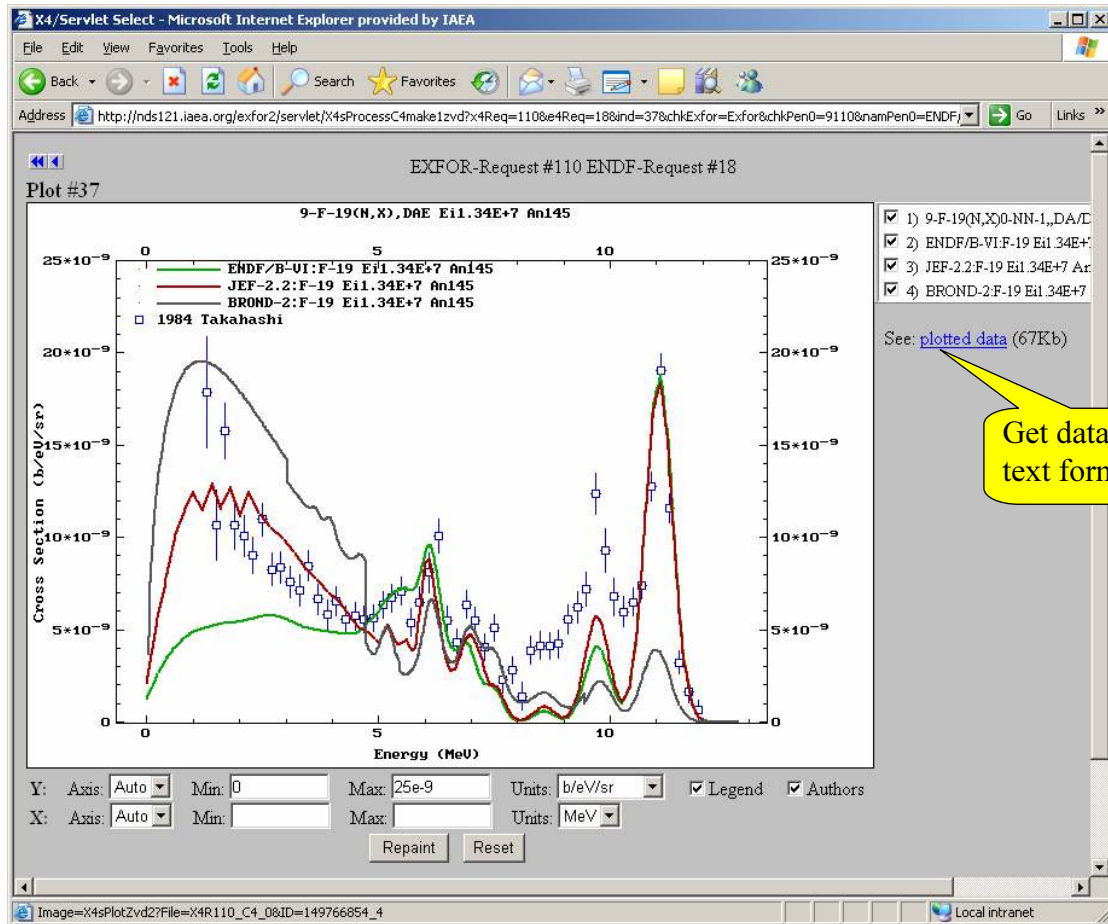 X4/Servlet Select - Microsoft Internet Explorer provided by IAEA
File Edit View Favorites Tools Help
Back Search Favorites
Address http://nds121.iaea.org/exfor2/servlet/X4sProcessC4make1zvd?x4Req=110&e4Req=18&ind=37&chkExfor=Exfor&chkPen0=9110&namPen0=ENDF/ Go Links »
EXFOR-Request #110 ENDF-Request #18
Plot #37
9-F-19(N,X),DAE Ei1.34E+7 An145
0 5 10
25*10-9 25*10-9
ENDF/B-VI:F-19 Ei1.34E+7 An145
JEF-2.2:F-19 Ei1.34E+7 An145
BROND-2:F-19 Ei1.34E+7 An145
1984 Takahashi
20*10-9 20*10-9
15*10-9 15*10-9
10*10-9 10*10-9
5*10-9 5*10-9
0 0
Cross Section (b/eV/sr)
0 5 10
Energy (MeV)
1) 9-F-19(N,X)0-NN-1,,DA/D
2) ENDF/B-VI:F-19 Ei1.34E+
3) JEF-2.2:F-19 Ei1.34E+7 An
4) BROND-2:F-19 Ei1.34E+7
See: plotted data (67Kb)
Get data
text form
Y: Axis: Auto Min: 0 Max: 25e-9 Units: b/eV/sr Legend Authors
X: Axis: Auto Min: Max: Units: MeV
Repaint Reset
Image=X4sPlotZvd2?File=X4R110_C4_0&ID=149766854_4 Local intranet